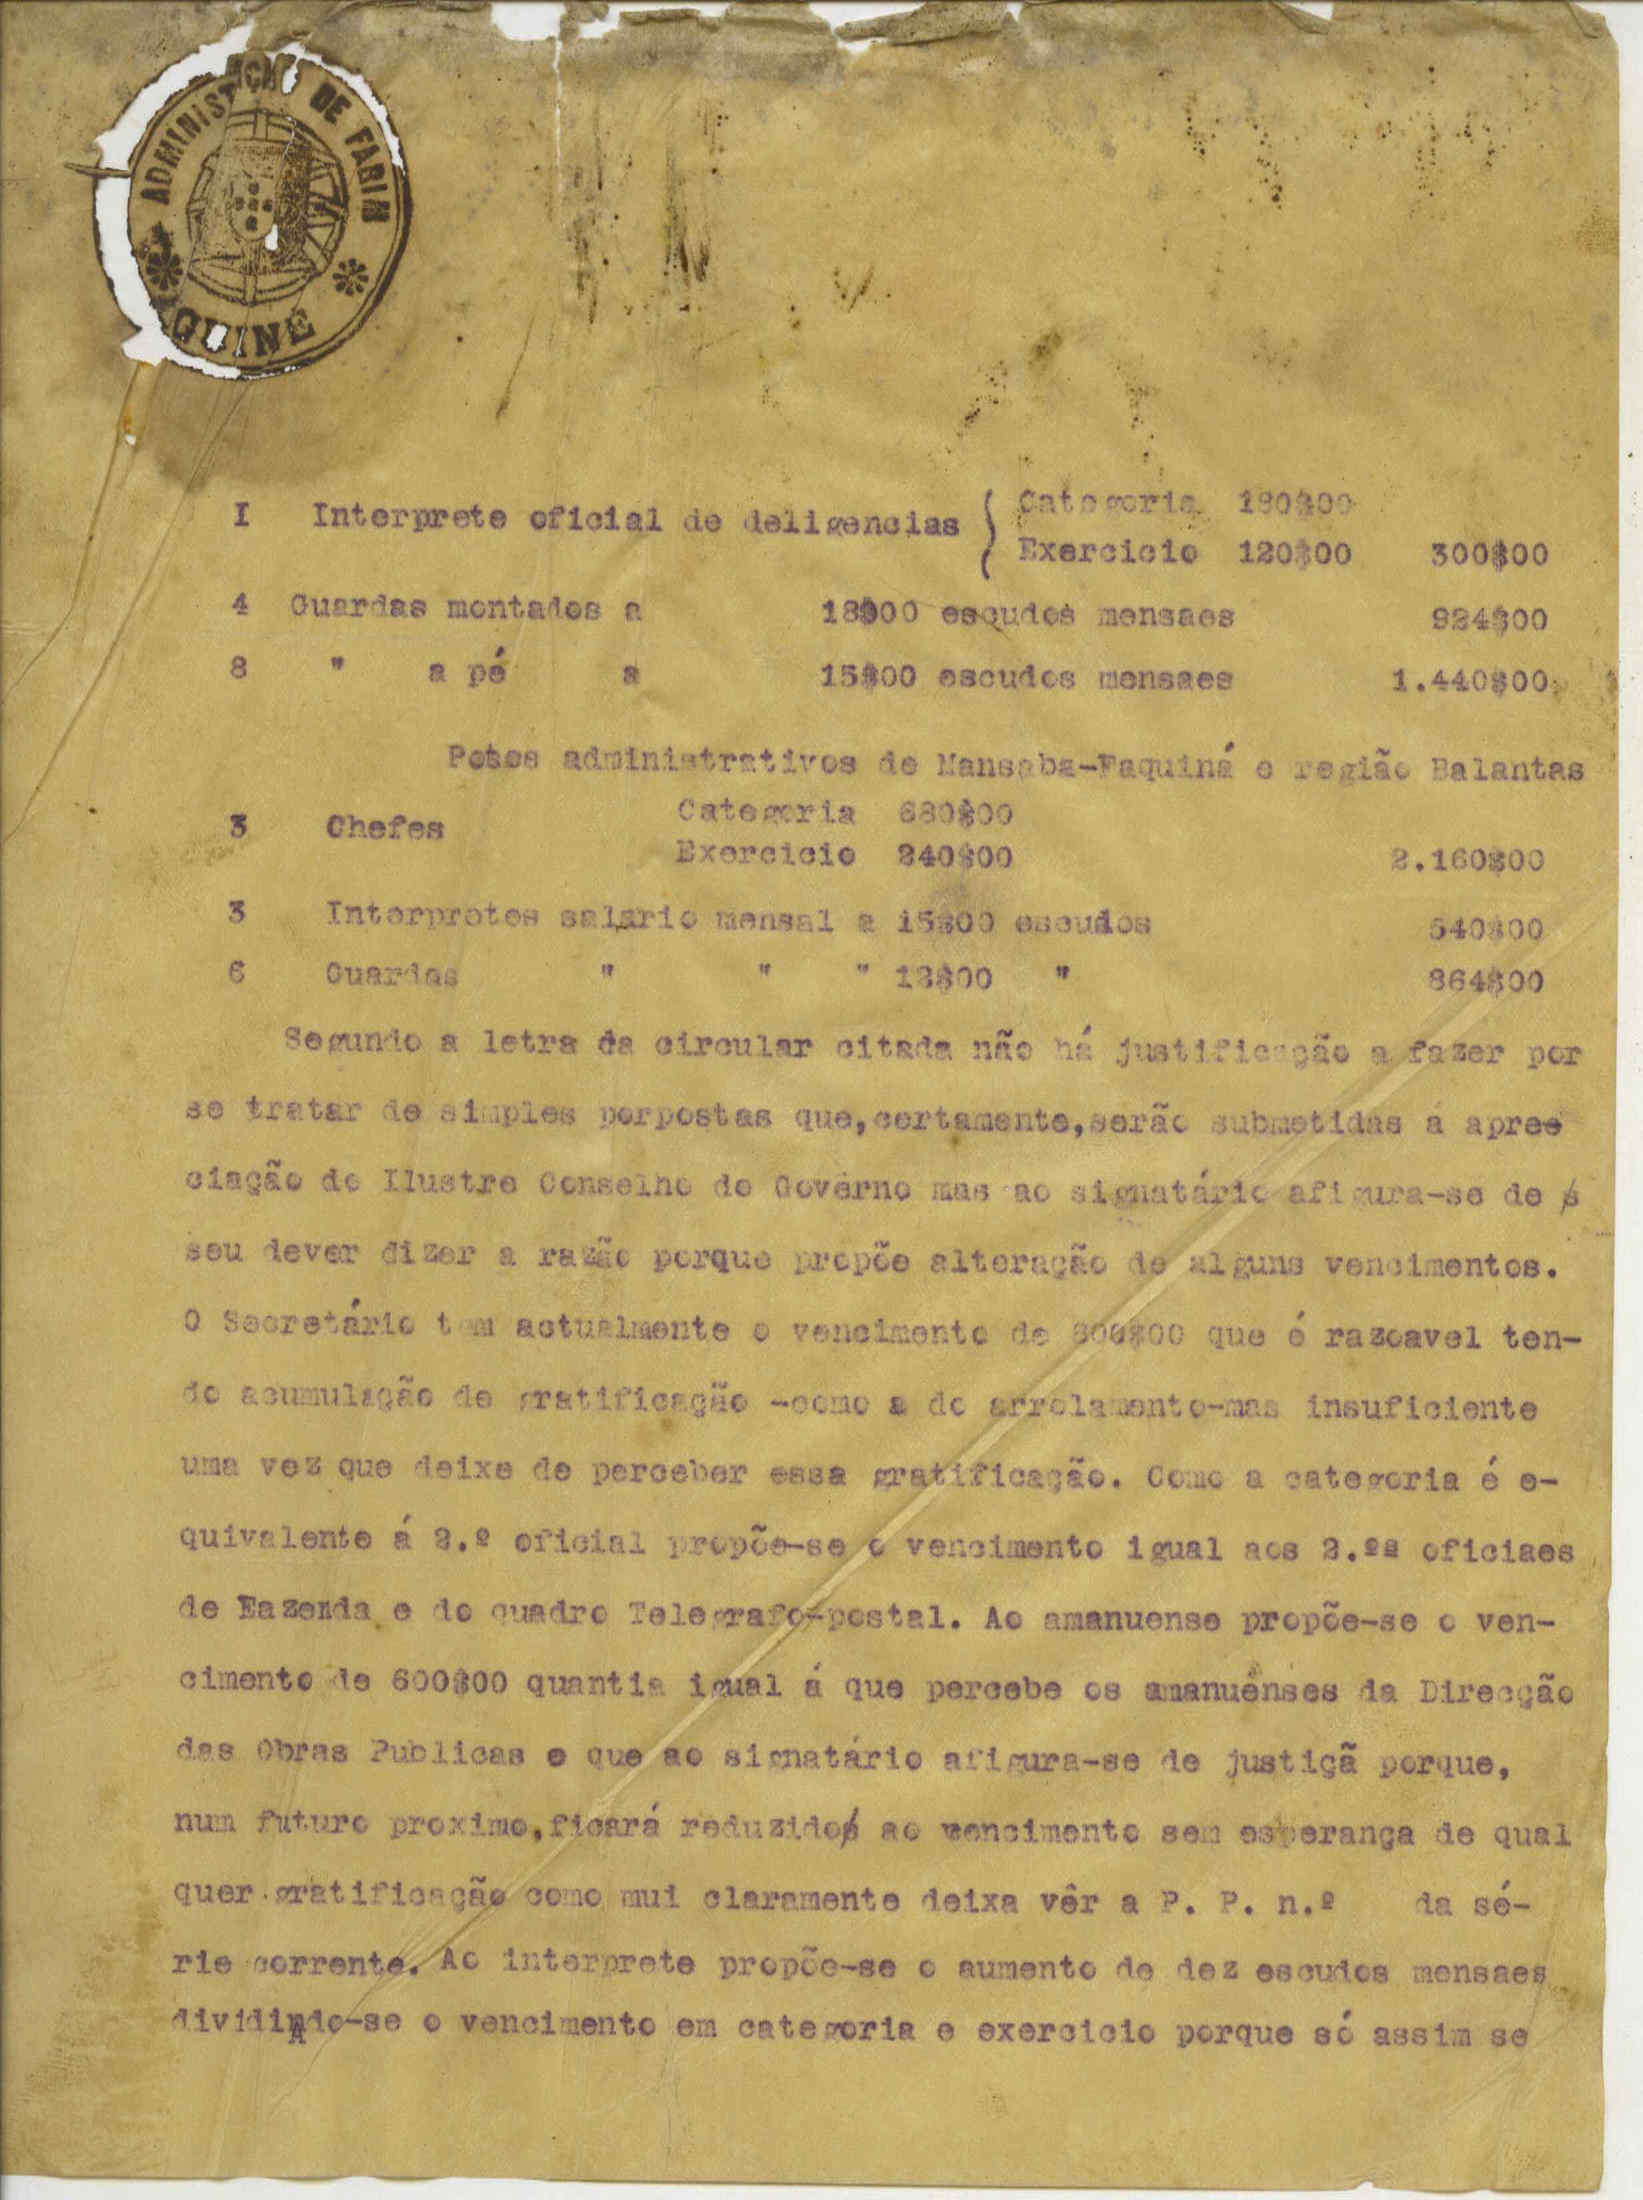 ADMINISTRAÇÃO DE FARIM
GUINÉ
I Interprete oficial de deligencias Categoria 180$00
Exercicio 120$00 300$00
4 Guardas montados a 18$00 escudos mensaes 924$00
8 " a pé a 15$00 escudos mensaes 1.440$00
Potos administrativos de Mansaba-Faquiná e região Balantas
3 Chefes Categoria 680$00
Exercicio 240$00 2.160$00
3 Interpretes salario mensal a 15$00 escudos 540$00
6 Guardas " " " 12$00 " 864$00
Segundo a letra da circular citada não há justificação a fazer por
se tratar de simples porpostas que,certamente,serão submetidas á apre
ciação do Ilustre Conselho do Govêrno mas ao signatário afigura-se de
seu dever dizer a razão porque propõe alteração de alguns vencimentos.
O Secretário tem actualmente o vencimento de 600$00 que é razoavel ten-
do acumulação de gratificação -como a do arrolamento-mas insuficiente
uma vez que deixe de perceber essa gratificação. Como a categoria é e-
quivalente á 2.º oficial propõe-se o vencimento igual aos 2.ºª oficiaes
de Fazenda e do quadro Telegrafo-postal. Ao amanuense propõe-se o ven-
cimento de 600$00 quantia igual á que percebe os amanuénses da Direcção
das Obras Publicas e que ao signatário afigura-se de justiçã porque,
num futuro proximo,ficará reduzido ao vencimento sem esperança de qual
quer gratificação como mui claramente deixa vêr a P. P. n.º da sé-
rie corrente. Ao interprete propõe-se o aumento de dez escudos mensaes
dividindo-se o vencimento em categoria e exercicio porque só assim se